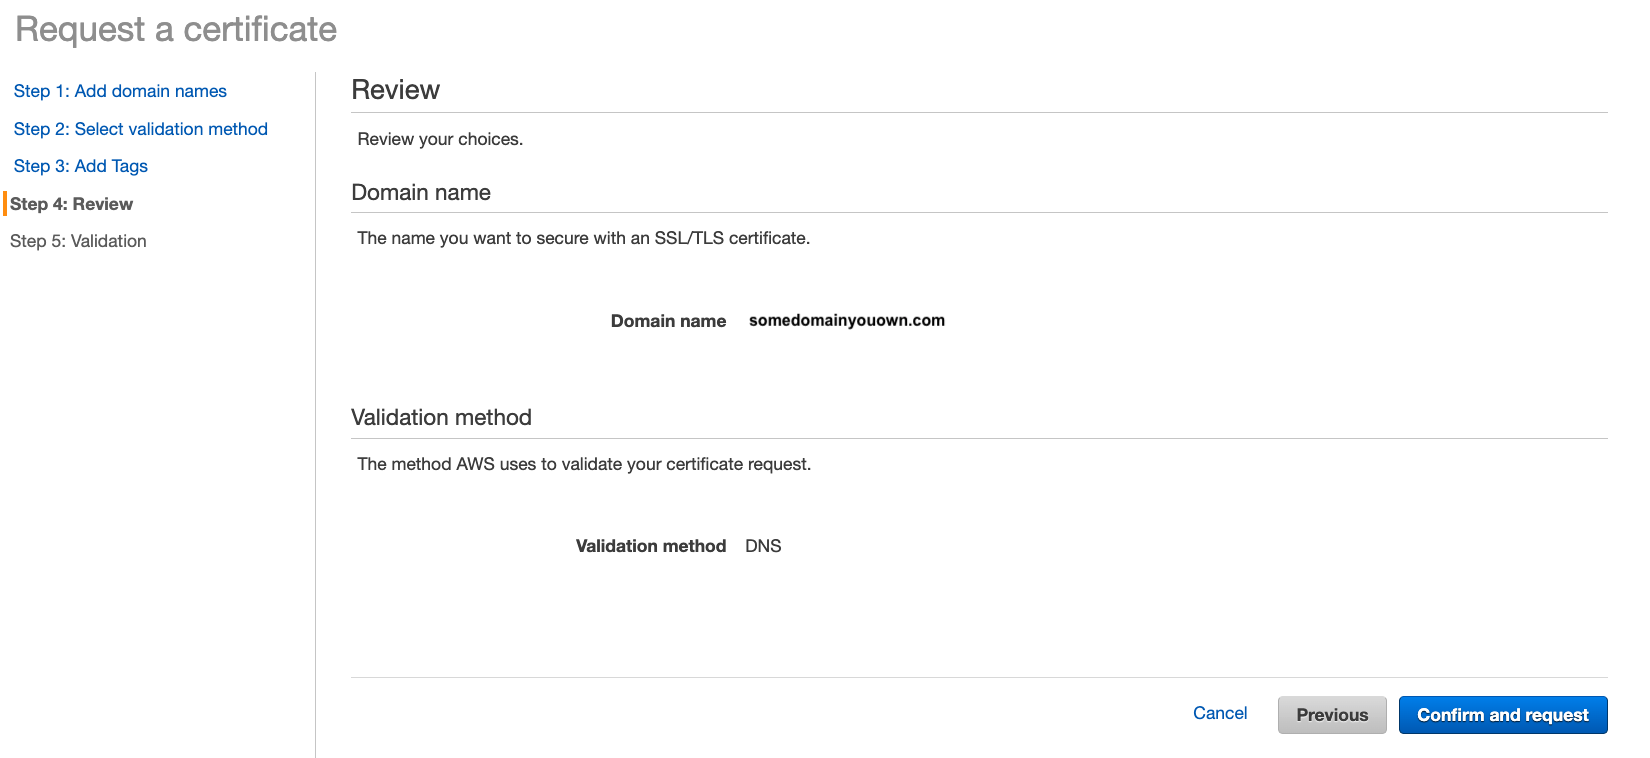 Request a certificate
Step 1: Add domain names
Step 2: Select validation method
Step 3: Add Tags
Step 4: Review
Step 5: Validation
Review
Review your choices.
Domain name
The name you want to secure with an SSL/TLS certificate.
Domain name somedomainyouown.com
Validation method
The method AWS uses to validate your certificate request.
Validation method DNS
Cancel Previous Confirm and request